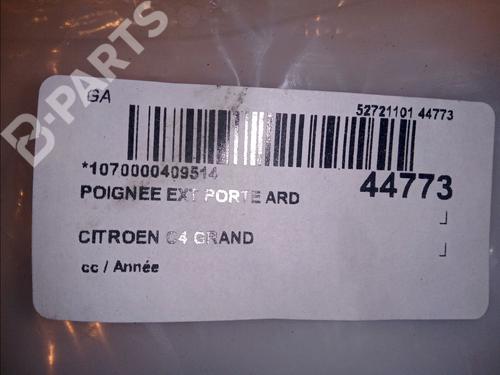 B-PARTS
GA
52721101 44773
*1070000409514
44773
POIGNEE EXT PORTE ARD
CITROEN C4 GRAND
cc / Année